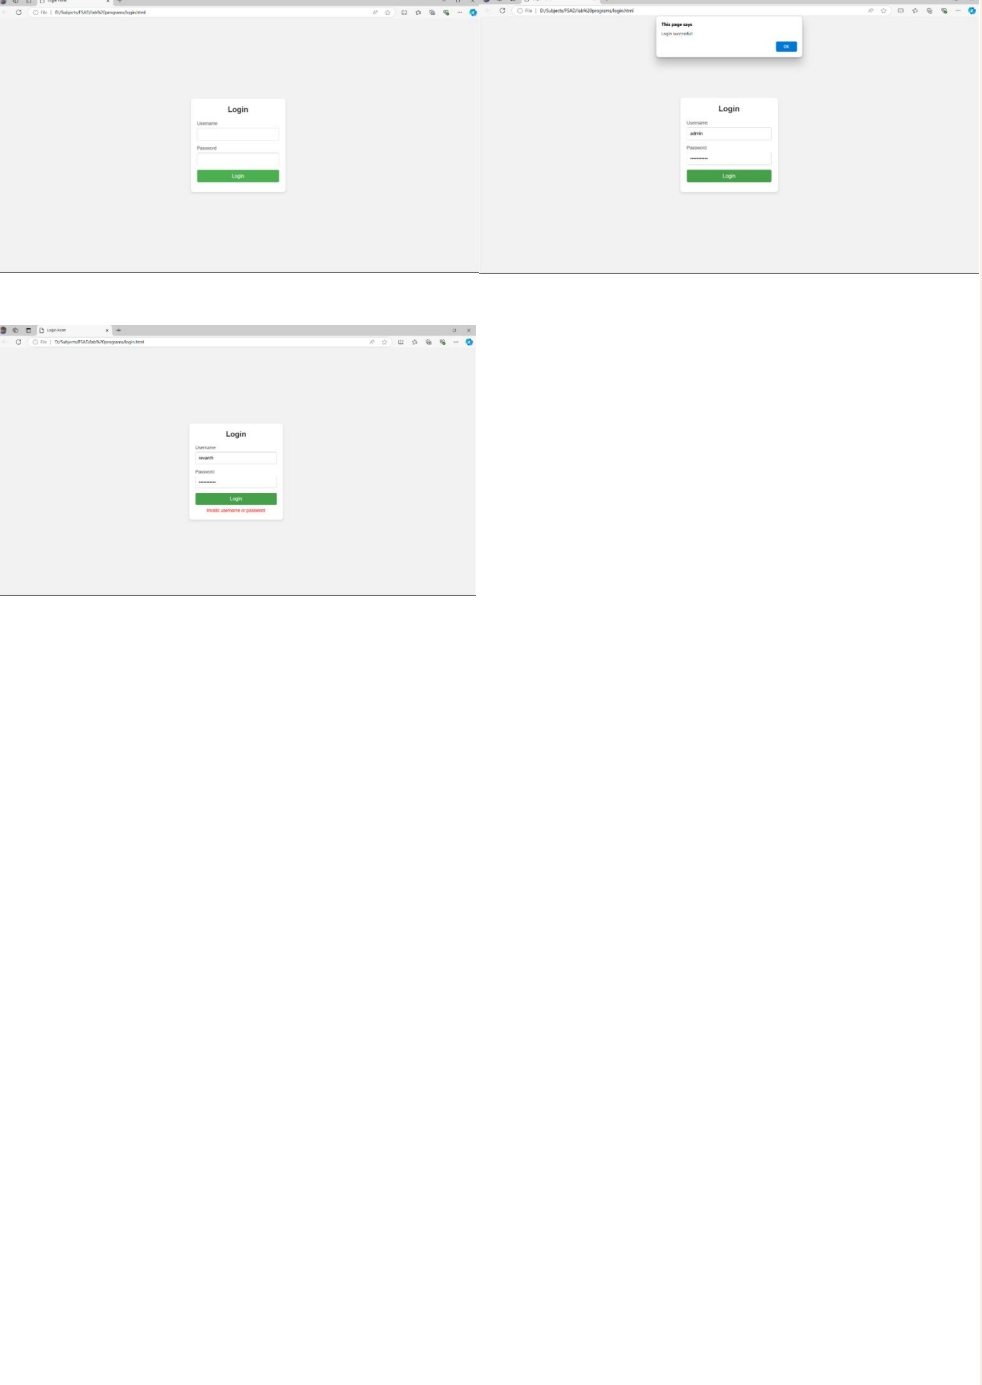 File | D:/Subjects/FSAD/lab%20programs/login.html
Login
Username
Password
Login
File | D:/Subjects/FSAD/lab%20programs/login.html
This page says
Login successful!
OK
Login
Username
admin
Password
Login
Login Form
File | D:/Subjects/FSAD/lab%20programs/login.html
Login
Username
Password
Login
Invalid username or password